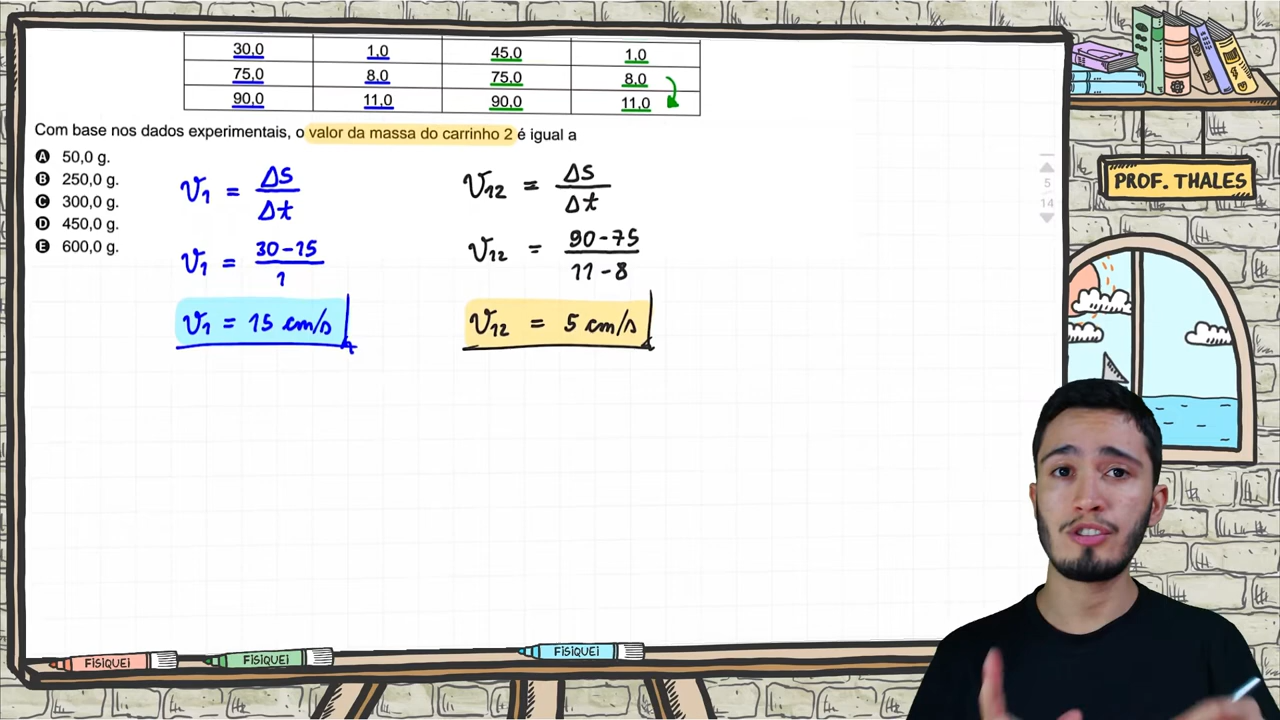 30,0 1,0 45,0 1,0
75,0 8,0 75,0 8,0
90,0 11,0 90,0 11,0
Com base nos dados experimentais, o valor da massa do carrinho 2 é igual a
A 50,0 g.
B 250,0 g.
C 300,0 g.
D 450,0 g.
E 600,0 g.
V1 = ΔS / Δt
V1 = 30-15 / 1
V1 = 15 cm/s
V12 = ΔS / Δt
V12 = 90-75 / 11-8
V12 = 5 cm/s
5
14
PROF. THALES
FISIQUEI
FISIQUEI
FISIQUEI